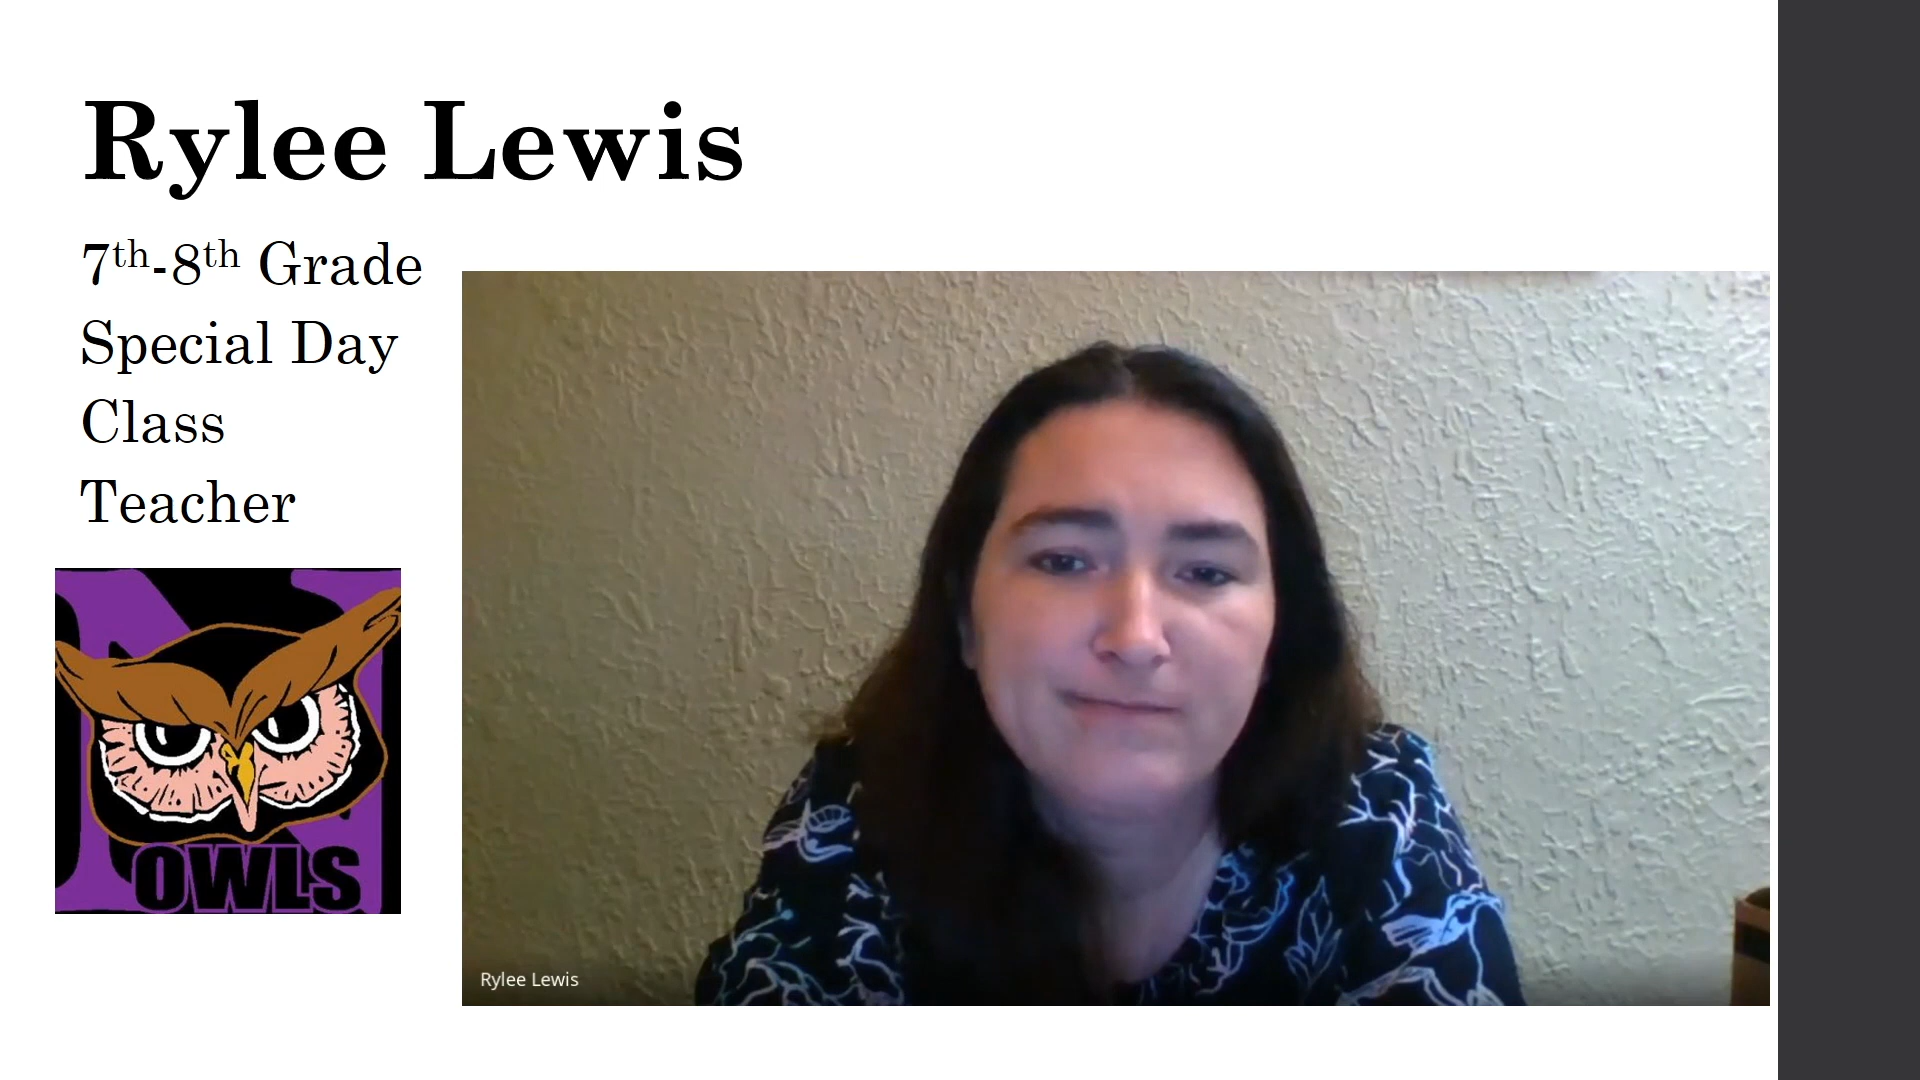 Rylee Lewis
7th-8th Grade
Special Day
Class
Teacher
OWLS
Rylee Lewis